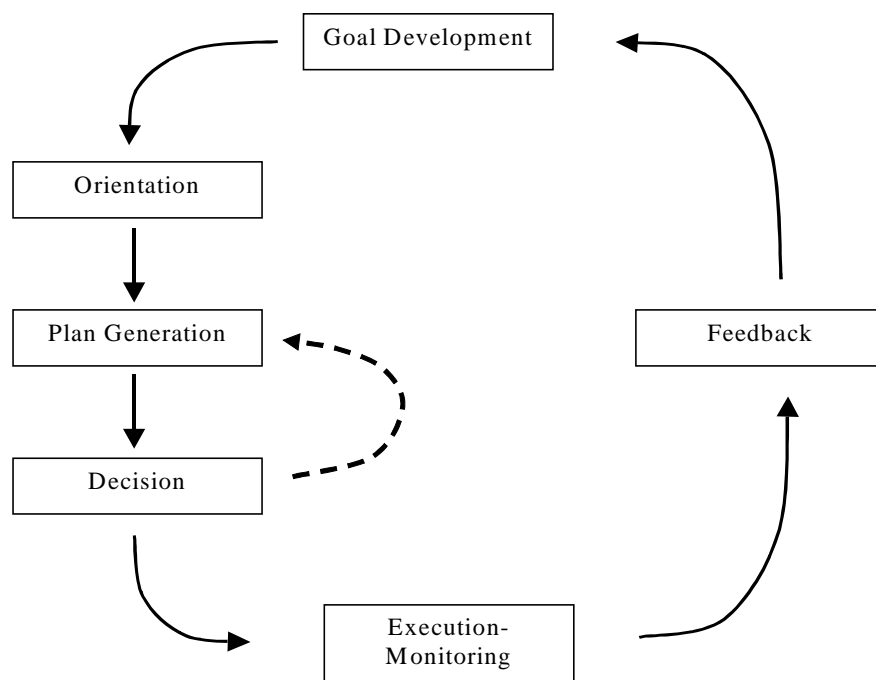 Goal Development
Orientation
Plan Generation
Feedback
Decision
Execution-
Monitoring